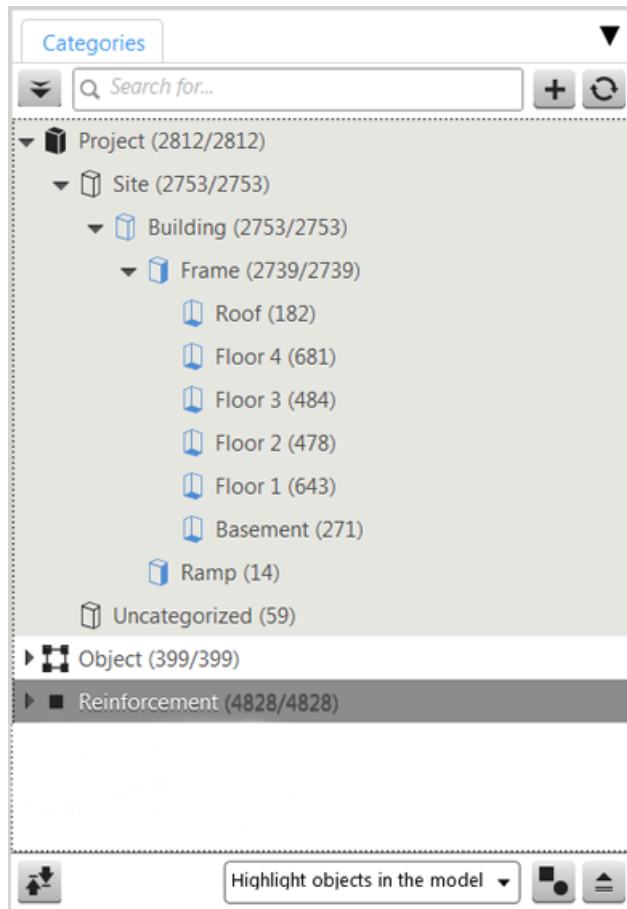 Categories
Search for...
Project (2812/2812)
Site (2753/2753)
Building (2753/2753)
Frame (2739/2739)
Roof (182)
Floor 4 (681)
Floor 3 (484)
Floor 2 (478)
Floor 1 (643)
Basement (271)
Ramp (14)
Uncategorized (59)
Object (399/399)
Reinforcement (4828/4828)
Highlight objects in the model